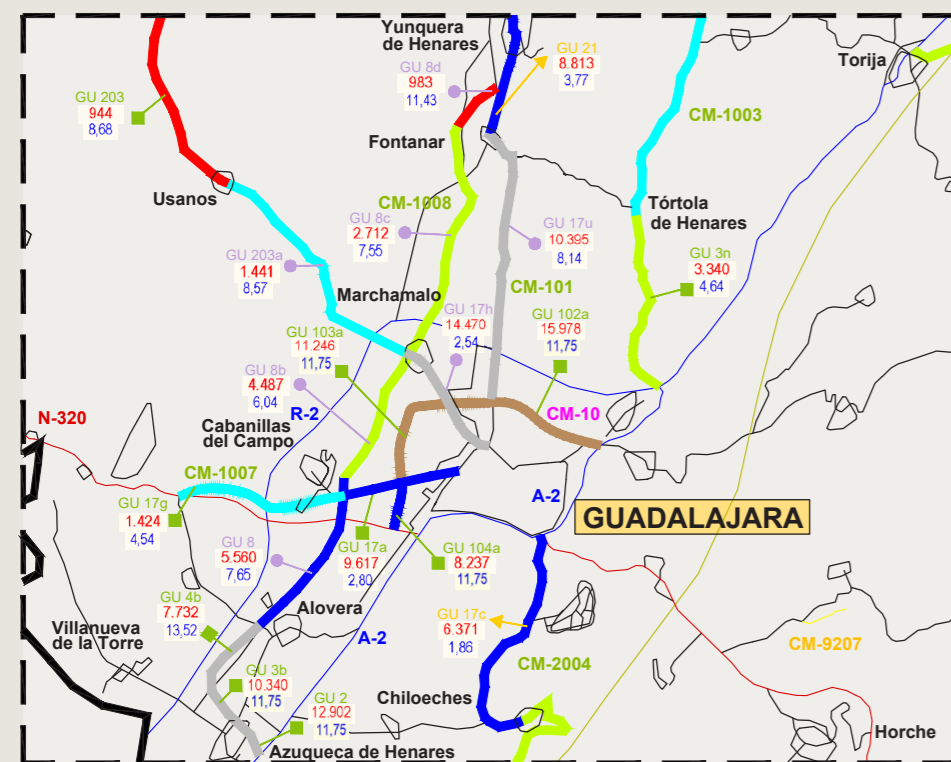 Yunquera
de Henares
GU 21
8.813
3,77
GU 8d
983
11,43
Torija
GU 203
944
8,68
CM-1003
Fontanar
Usanos
CM-1008
Tórtola
de Henares
GU 8c
2.712
7,55
GU 17u
10.395
8,14
GU 3n
3.340
4,64
GU 203a
1.441
8,57
CM-101
Marchamalo
GU 17h
14.470
2,54
GU 102a
15.978
11,75
GU 103a
11.246
11,75
GU 8b
4.487
6,04
R-2
N-320
CM-10
Cabanillas
del Campo
CM-1007
A-2
GUADALAJARA
GU 17g
1.424
4,54
GU 8
5.560
7,65
GU 17a
9.617
2,80
GU 104a
8.237
11,75
GU 4b
7.732
13,52
Alovera
Villanueva
de la Torre
A-2
GU 17c
6.371
1,86
CM-9207
CM-2004
GU 3b
10.340
11,75
GU 2
12.902
11,75
Chiloeches
Horche
Azuqueca de Henares